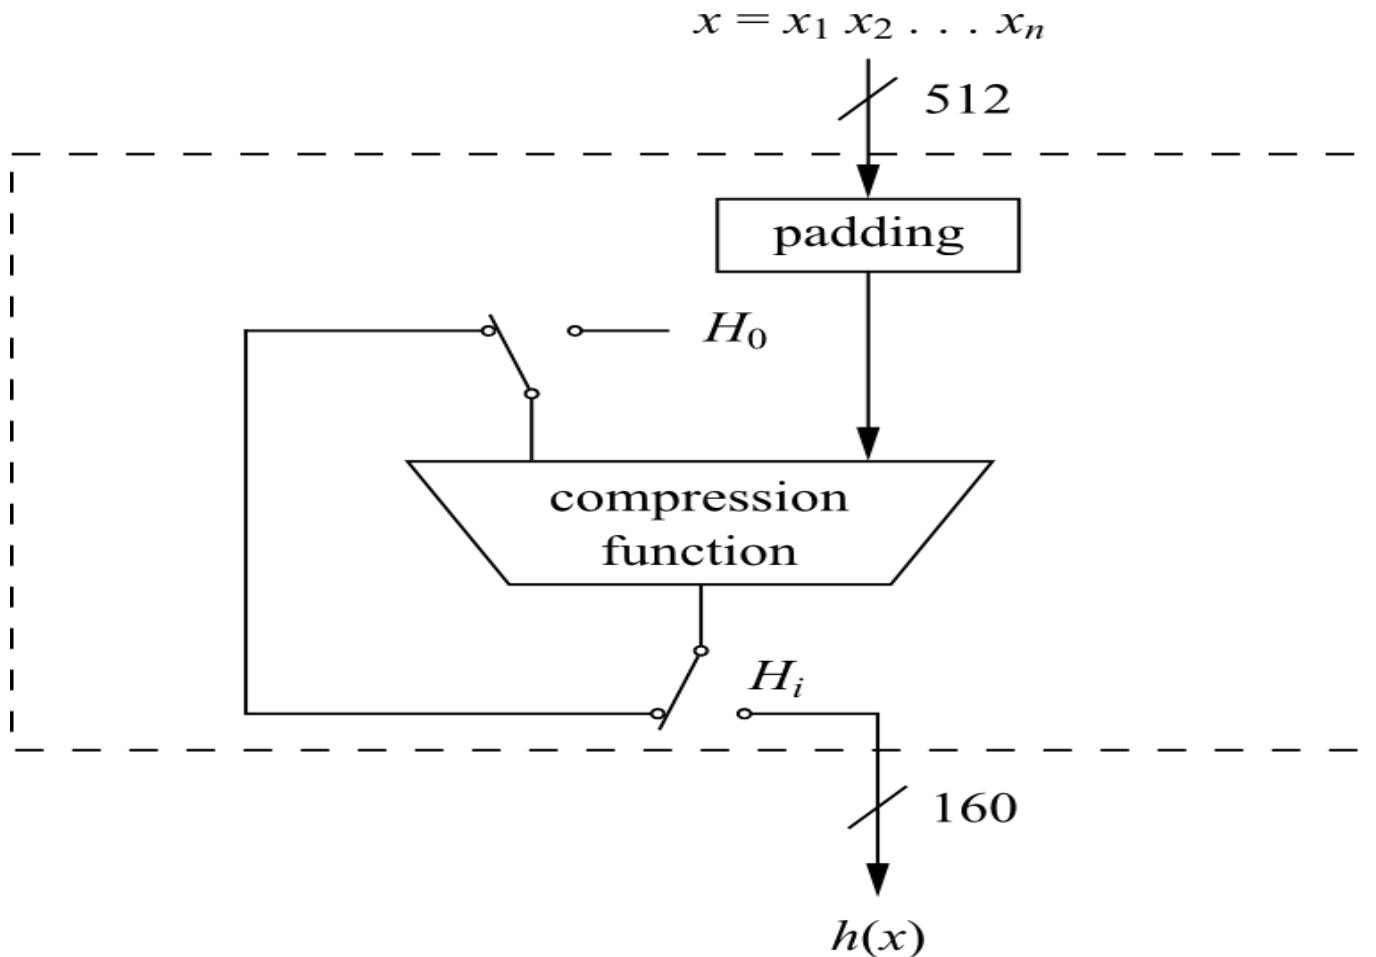 x = x₁ x₂ . . . xₙ
512
padding
H₀
compression
function
Hᵢ
160
h(x)